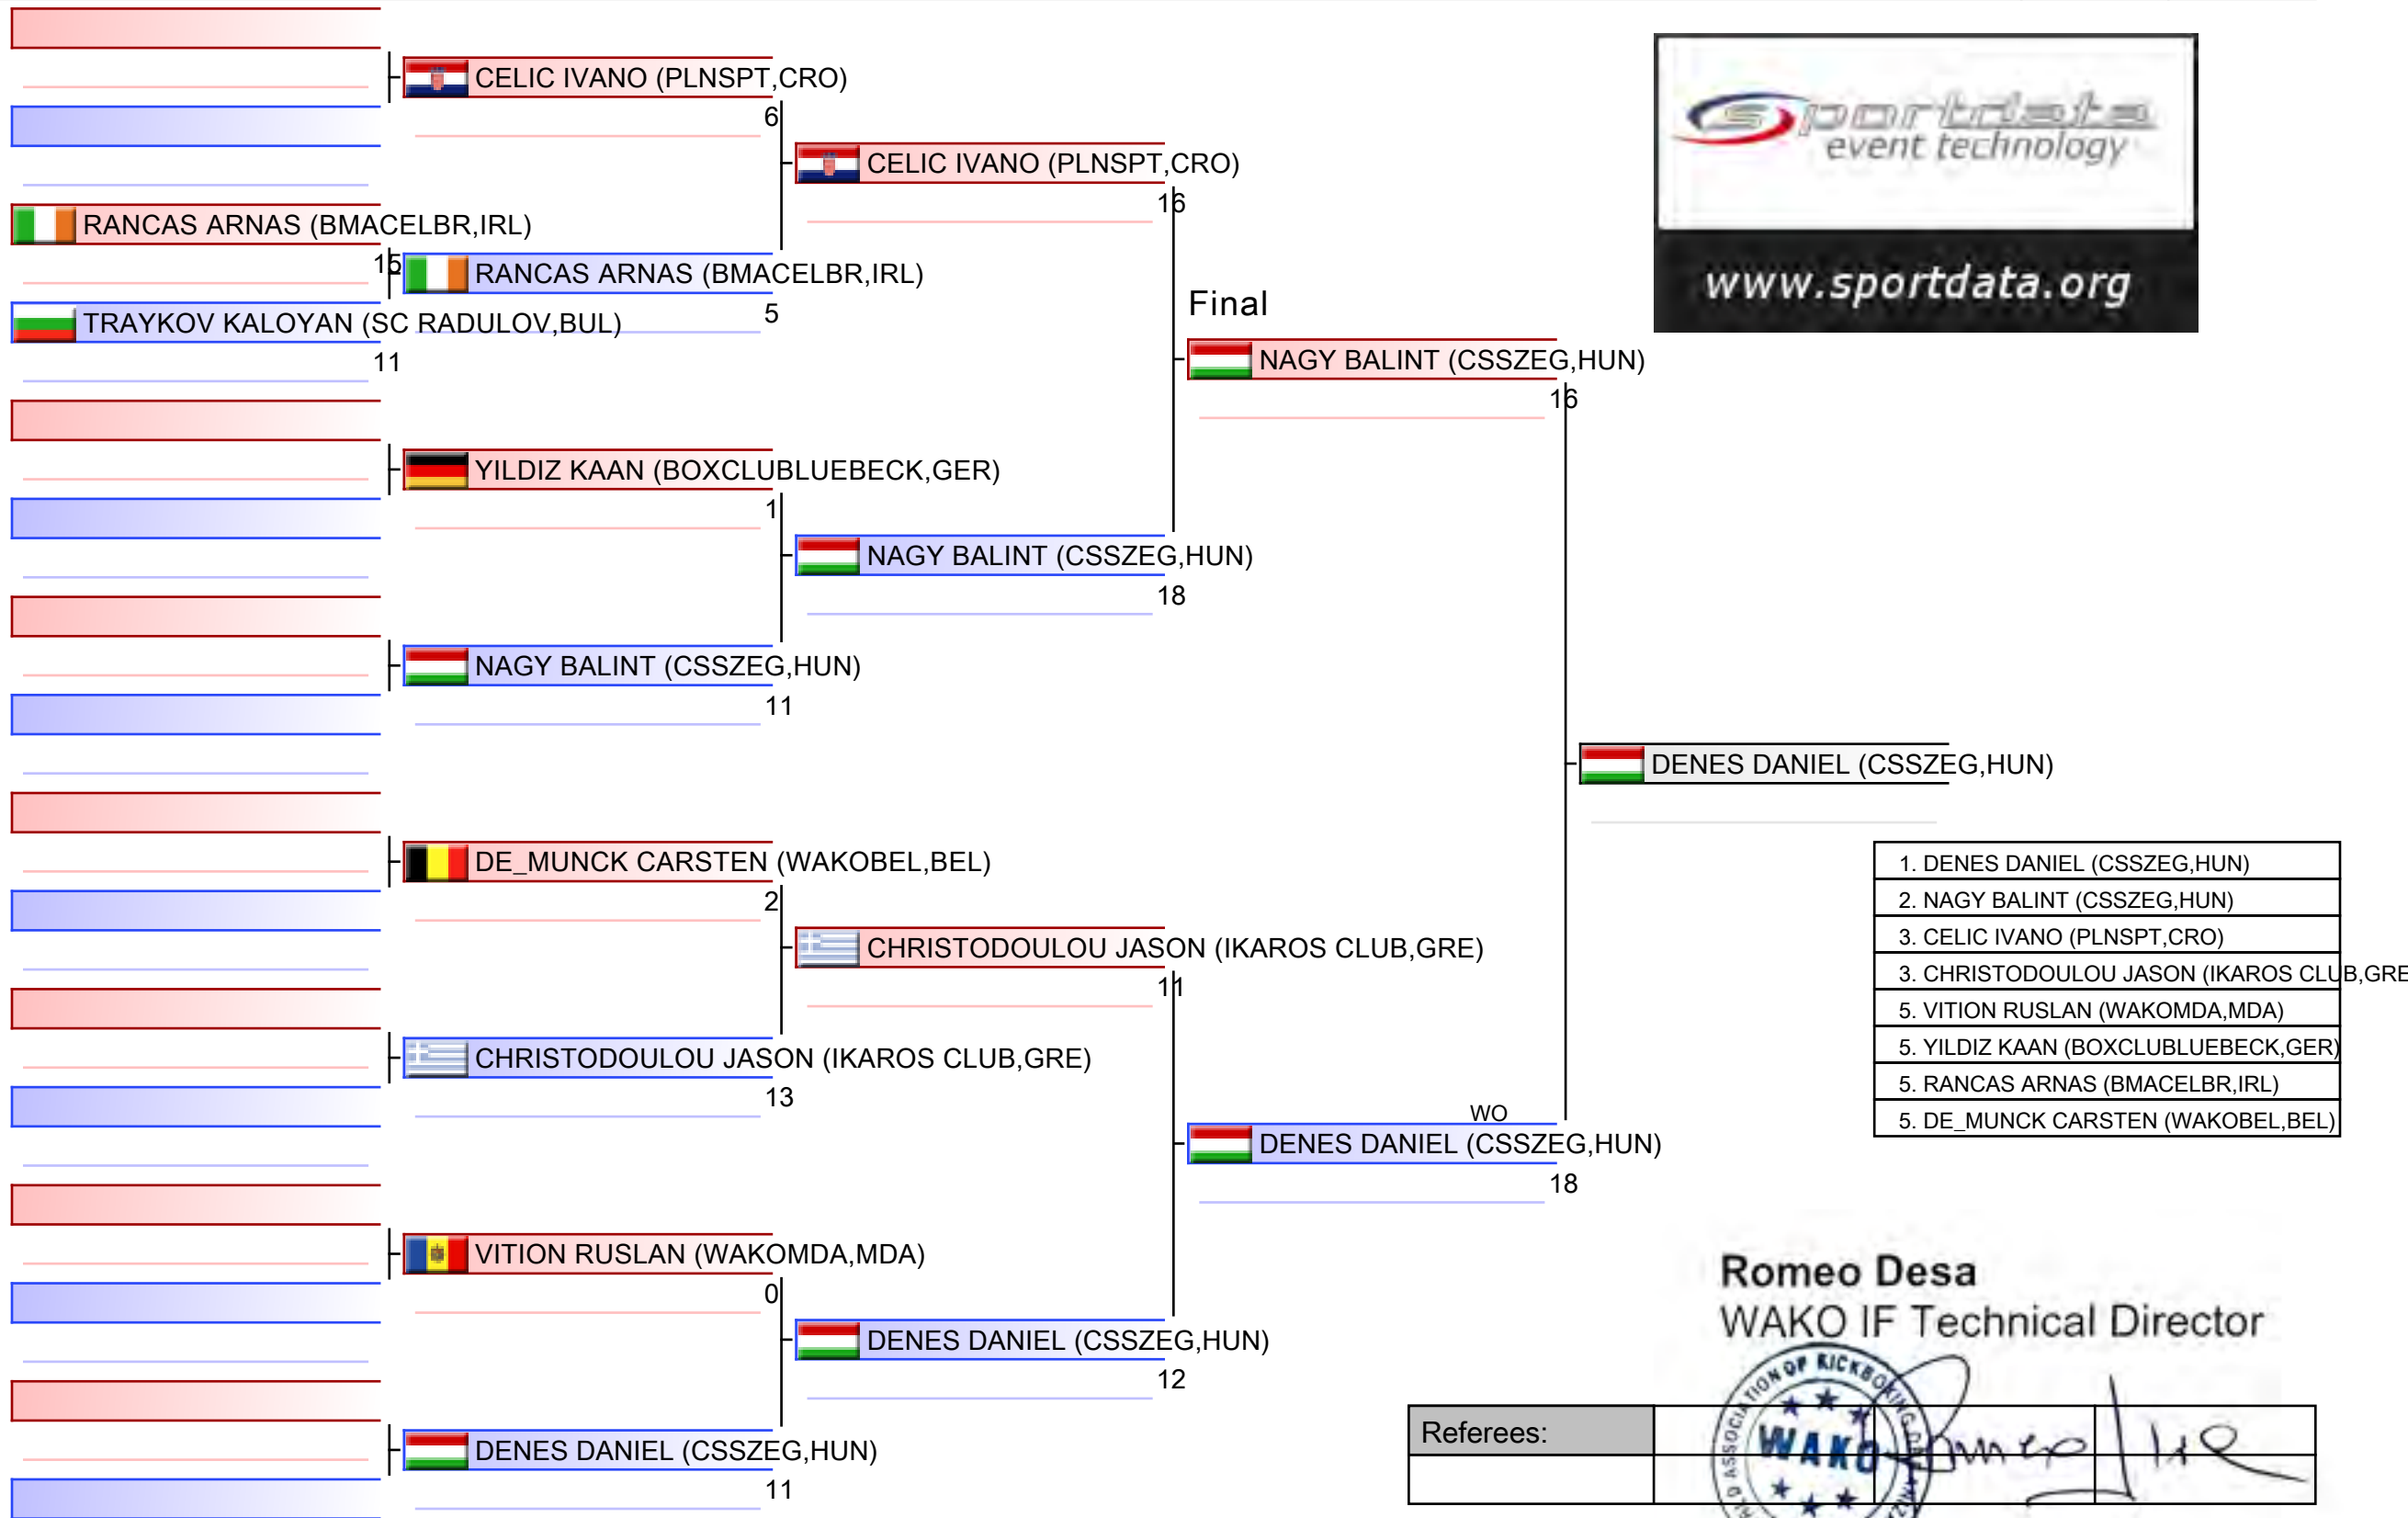 CELIC IVANO (PLNSPT,CRO)
6
CELIC IVANO (PLNSPT,CRO)
16
RANCAS ARNAS (BMACELBR,IRL)
15
RANCAS ARNAS (BMACELBR,IRL)
5
TRAYKOV KALOYAN (SC RADULOV,BUL)
11
sportdata
event technology
www.sportdata.org
Final
NAGY BALINT (CSSZEG,HUN)
16
YILDIZ KAAN (BOXCLUBLUEBECK,GER)
1
NAGY BALINT (CSSZEG,HUN)
18
NAGY BALINT (CSSZEG,HUN)
11
DENES DANIEL (CSSZEG,HUN)
DE_MUNCK CARSTEN (WAKOBEL,BEL)
2
CHRISTODOULOU JASON (IKAROS CLUB,GRE)
11
CHRISTODOULOU JASON (IKAROS CLUB,GRE)
13
WO
DENES DANIEL (CSSZEG,HUN)
18
VITION RUSLAN (WAKOMDA,MDA)
0
DENES DANIEL (CSSZEG,HUN)
12
DENES DANIEL (CSSZEG,HUN)
11
1. DENES DANIEL (CSSZEG,HUN)
2. NAGY BALINT (CSSZEG,HUN)
3. CELIC IVANO (PLNSPT,CRO)
3. CHRISTODOULOU JASON (IKAROS CLUB,GRE
5. VITION RUSLAN (WAKOMDA,MDA)
5. YILDIZ KAAN (BOXCLUBLUEBECK,GER)
5. RANCAS ARNAS (BMACELBR,IRL)
5. DE_MUNCK CARSTEN (WAKOBEL,BEL)
Romeo Desa
WAKO IF Technical Director
Referees:
ASSOCIATION OF KICKBOXING
WAKO